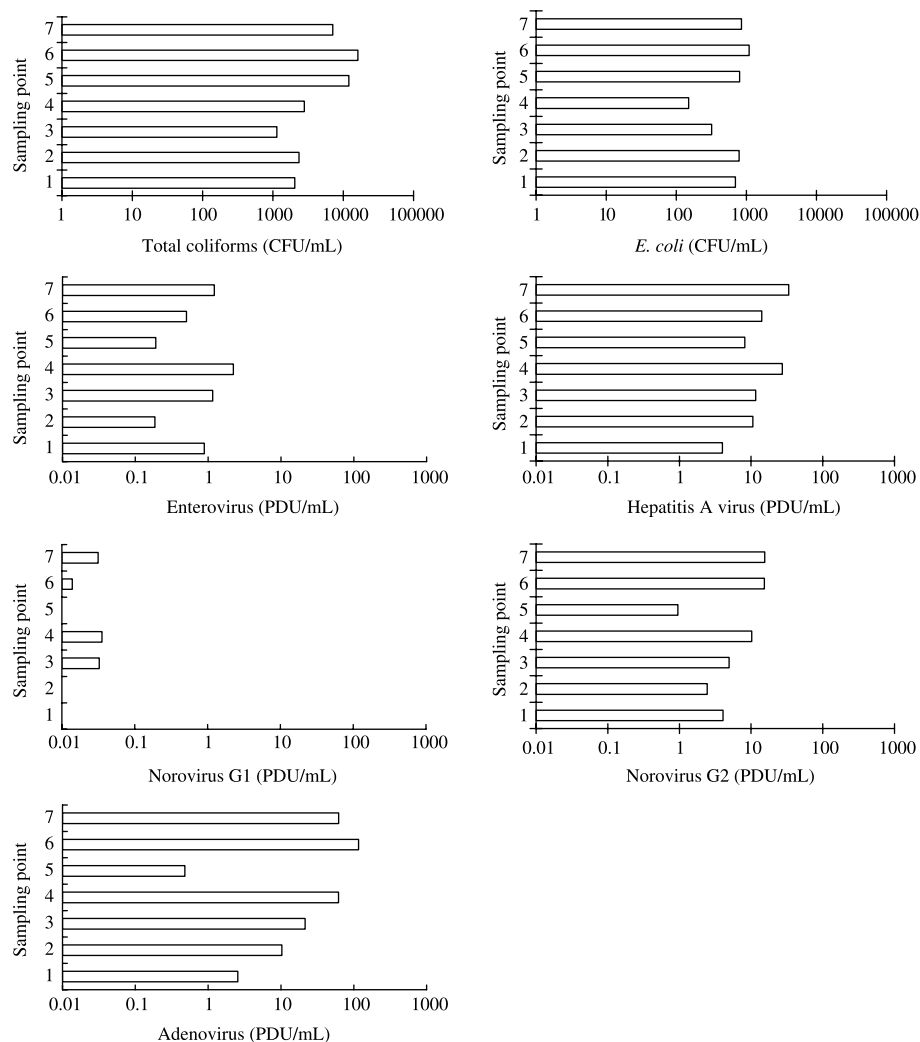 Sampling point
7
6
5
4
3
2
1
1 10 100 1000 10000 100000
Total coliforms (CFU/mL)
Sampling point
7
6
5
4
3
2
1
1 10 100 1000 10000 100000
E. coli (CFU/mL)
Sampling point
7
6
5
4
3
2
1
0.01 0.1 1 10 100 1000
Enterovirus (PDU/mL)
Sampling point
7
6
5
4
3
2
1
0.01 0.1 1 10 100 1000
Hepatitis A virus (PDU/mL)
Sampling point
7
6
5
4
3
2
1
0.01 0.1 1 10 100 1000
Norovirus G1 (PDU/mL)
Sampling point
7
6
5
4
3
2
1
0.01 0.1 1 10 100 1000
Norovirus G2 (PDU/mL)
Sampling point
7
6
5
4
3
2
1
0.01 0.1 1 10 100 1000
Adenovirus (PDU/mL)